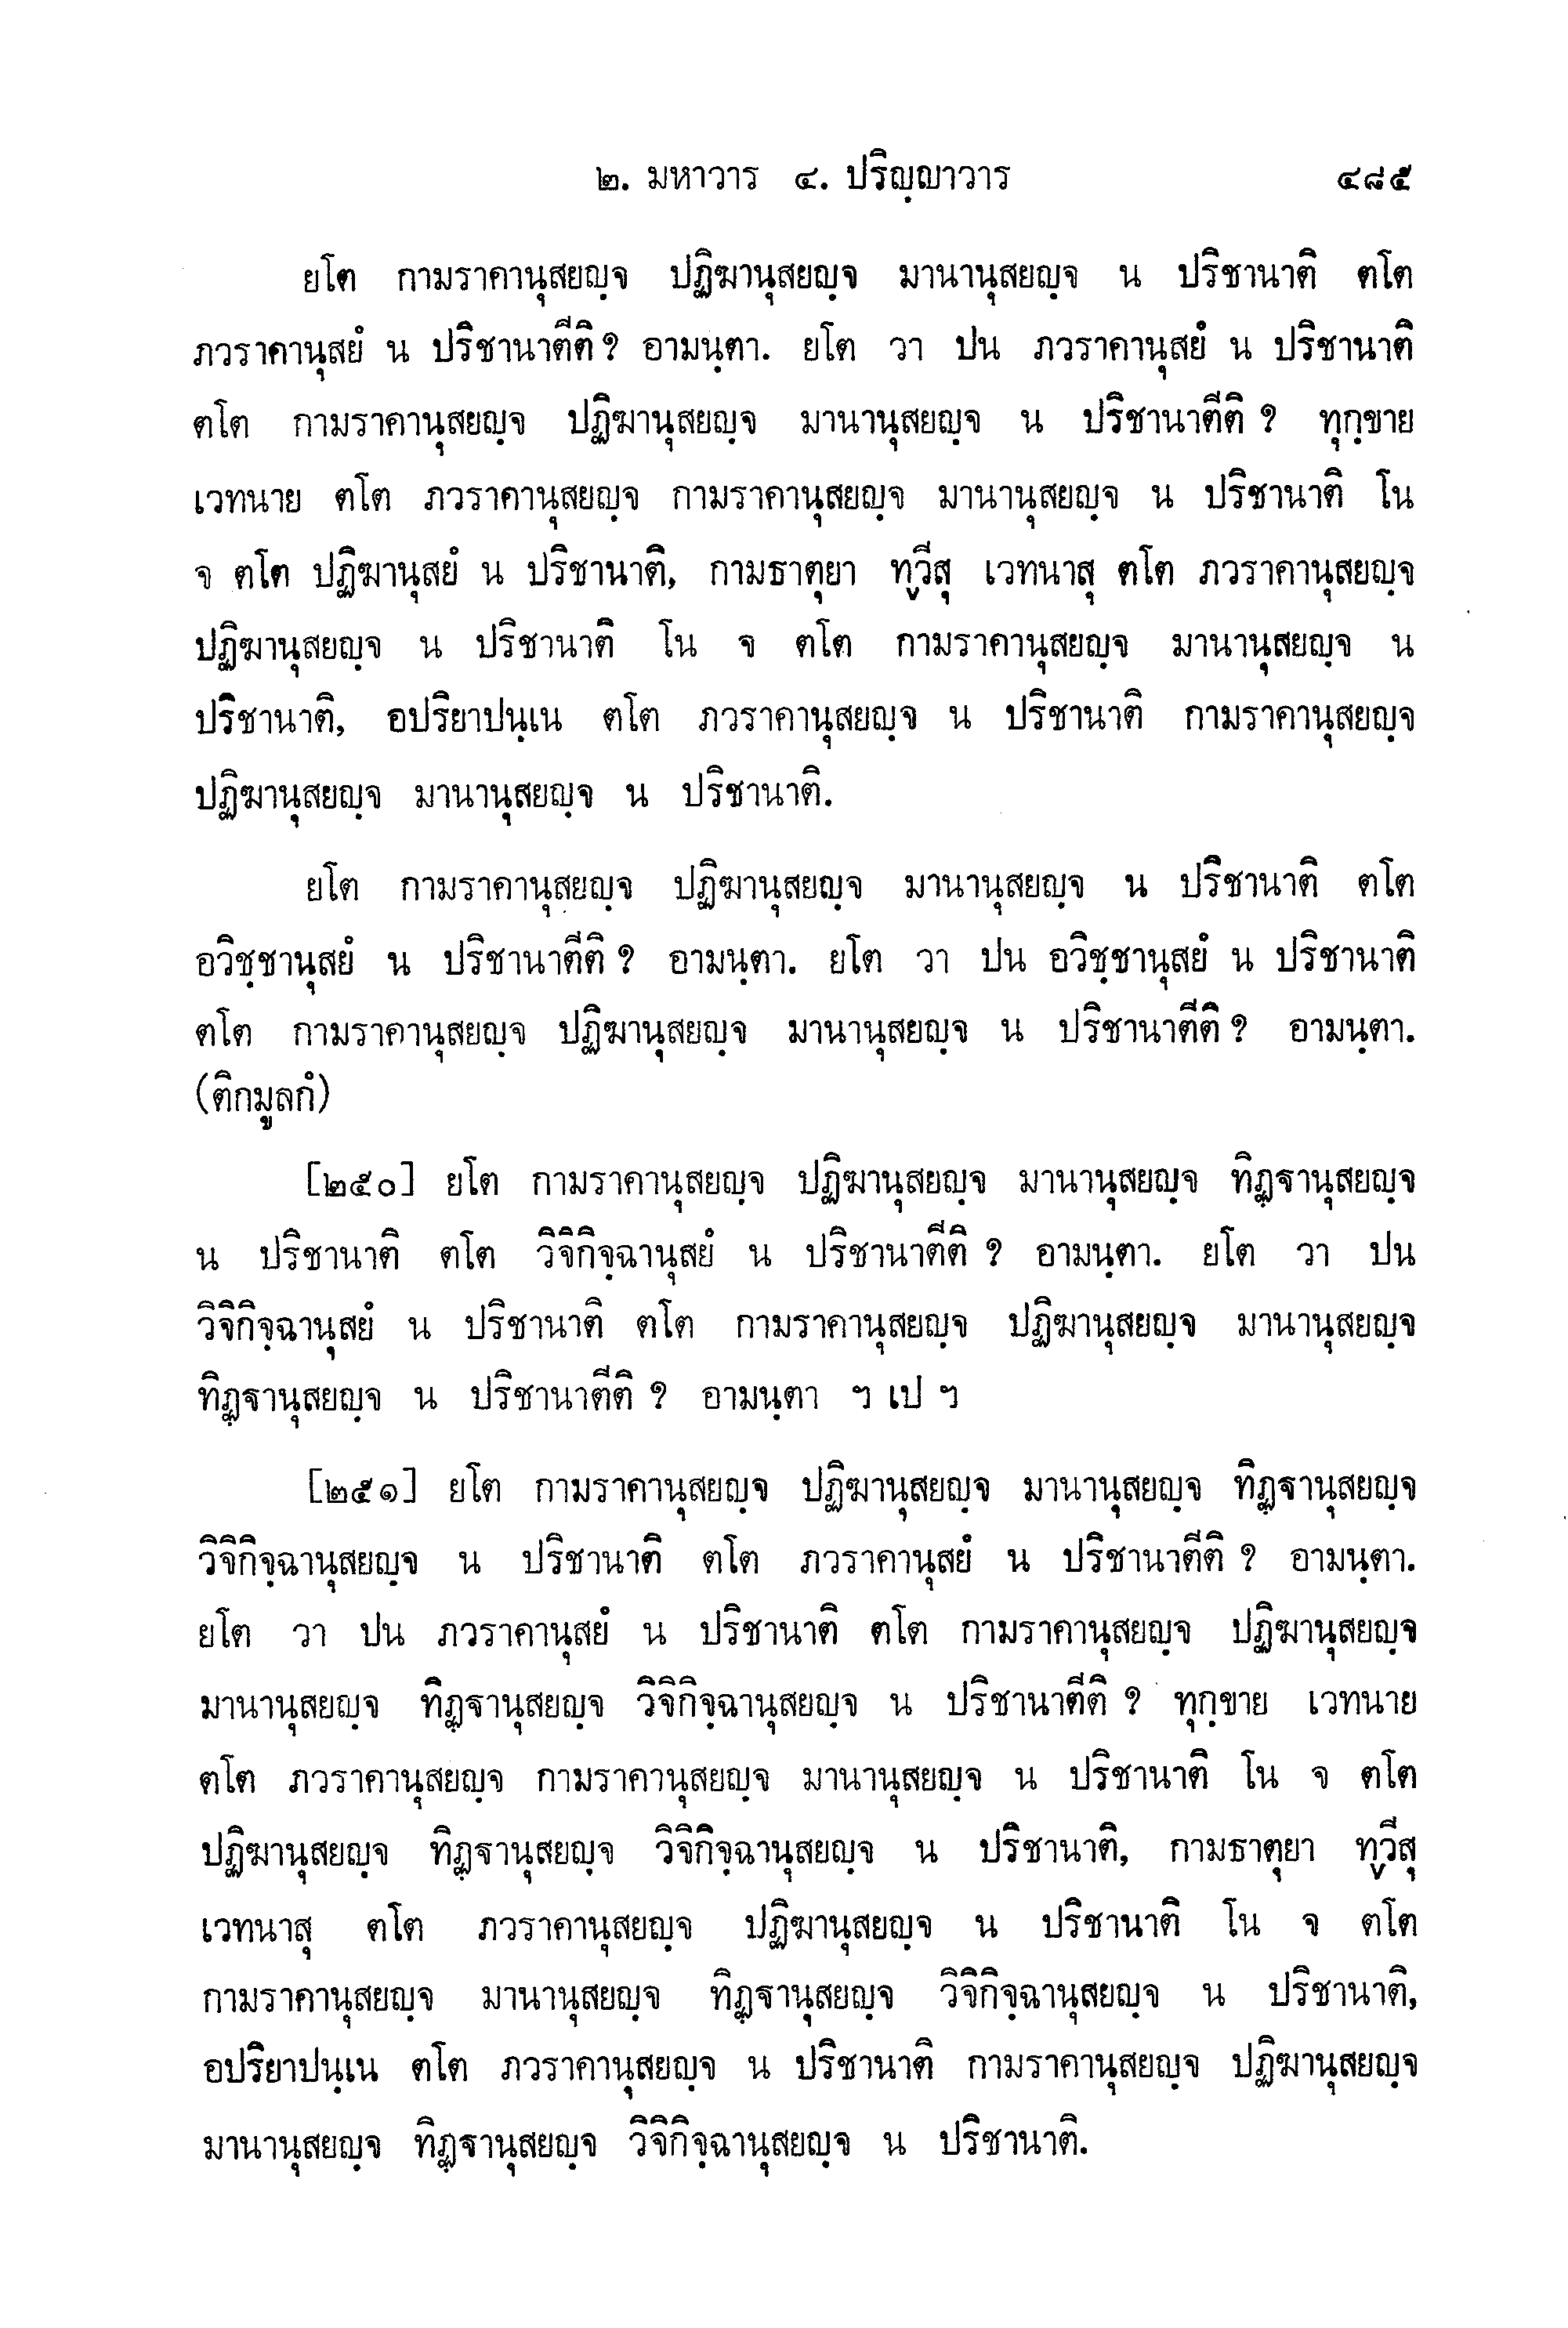 ๒. มหาวาร ๔. ปริญฺญาวาร ๔๘๕
ยโต กามราคานุสยญฺจ ปฏิฆานุสยญฺจ มานานุสยญฺจ น ปริชานาติ ตโต
ภวราคานุสยํ น ปริชานาตีติ ? อามนฺตา. ยโต วา ปน ภวราคานุสยํ น ปริชานาติ
ตโต กามราคานุสยญฺจ ปฏิฆานุสยญฺจ มานานุสยญฺจ น ปริชานาตีติ ? ทุกฺขาย
เวทนาย ตโต ภวราคานุสยญฺจ กามราคานุสยญฺจ มานานุสยญฺจ น ปริชานาติ โน
จ ตโต ปฏิฆานุสยํ น ปริชานาติ, กามธาตุยา ทฺวีสุ เวทนาสุ ตโต ภวราคานุสยญฺจ
ปฏิฆานุสยญฺจ น ปริชานาติ โน จ ตโต กามราคานุสยญฺจ มานานุสยญฺจ น
ปริชานาติ, อปริยาปนฺเน ตโต ภวราคานุสยญฺจ น ปริชานาติ กามราคานุสยญฺจ
ปฏิฆานุสยญฺจ มานานุสยญฺจ น ปริชานาติ.
ยโต กามราคานุสยญฺจ ปฏิฆานุสยญฺจ มานานุสยญฺจ น ปริชานาติ ตโต
อวิชฺชานุสยํ น ปริชานาตีติ ? อามนฺตา. ยโต วา ปน อวิชฺชานุสยํ น ปริชานาติ
ตโต กามราคานุสยญฺจ ปฏิฆานุสยญฺจ มานานุสยญฺจ น ปริชานาตีติ ? อามนฺตา.
(ติกมูลกํ)
[๒๕๐] ยโต กามราคานุสยญฺจ ปฏิฆานุสยญฺจ มานานุสยญฺจ ทิฏฺฐานุสยญฺจ
น ปริชานาติ ตโต วิจิกิจฺฉานุสยํ น ปริชานาตีติ ? อามนฺตา. ยโต วา ปน
วิจิกิจฺฉานุสยํ น ปริชานาติ ตโต กามราคานุสยญฺจ ปฏิฆานุสยญฺจ มานานุสยญฺจ
ทิฏฺฐานุสยญฺจ น ปริชานาตีติ ? อามนฺตา ฯ เป ฯ
[๒๕๑] ยโต กามราคานุสยญฺจ ปฏิฆานุสยญฺจ มานานุสยญฺจ ทิฏฺฐานุสยญฺจ
วิจิกิจฺฉานุสยญฺจ น ปริชานาติ ตโต ภวราคานุสยํ น ปริชานาตีติ ? อามนฺตา.
ยโต วา ปน ภวราคานุสยํ น ปริชานาติ ตโต กามราคานุสยญฺจ ปฏิฆานุสยญฺจ
มานานุสยญฺจ ทิฏฺฐานุสยญฺจ วิจิกิจฺฉานุสยญฺจ น ปริชานาตีติ ? ทุกฺขาย เวทนาย
ตโต ภวราคานุสยญฺจ กามราคานุสยญฺจ มานานุสยญฺจ น ปริชานาติ โน จ ตโต
ปฏิฆานุสยญฺจ ทิฏฺฐานุสยญฺจ วิจิกิจฺฉานุสยญฺจ น ปริชานาติ, กามธาตุยา ทฺวีสุ
เวทนาสุ ตโต ภวราคานุสยญฺจ ปฏิฆานุสยญฺจ น ปริชานาติ โน จ ตโต
กามราคานุสยญฺจ มานานุสยญฺจ ทิฏฺฐานุสยญฺจ วิจิกิจฺฉานุสยญฺจ น ปริชานาติ,
อปริยาปนฺเน ตโต ภวราคานุสยญฺจ น ปริชานาติ กามราคานุสยญฺจ ปฏิฆานุสยญฺจ
มานานุสยญฺจ ทิฏฺฐานุสยญฺจ วิจิกิจฺฉานุสยญฺจ น ปริชานาติ.